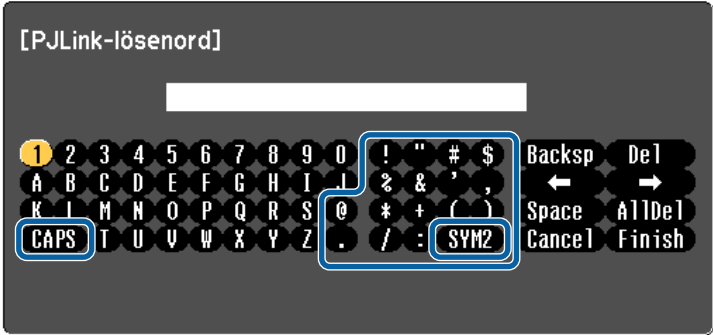 [PJLink-lösenord]
1 2 3 4 5 6 7 8 9 0 ! " # $ Backsp Del
A B C D E F G H I J % & ' , ← →
K L M N O P Q R S @ * + ( ) Space AllDel
CAPS T U V W X Y Z . / : SYM2 Cancel Finish